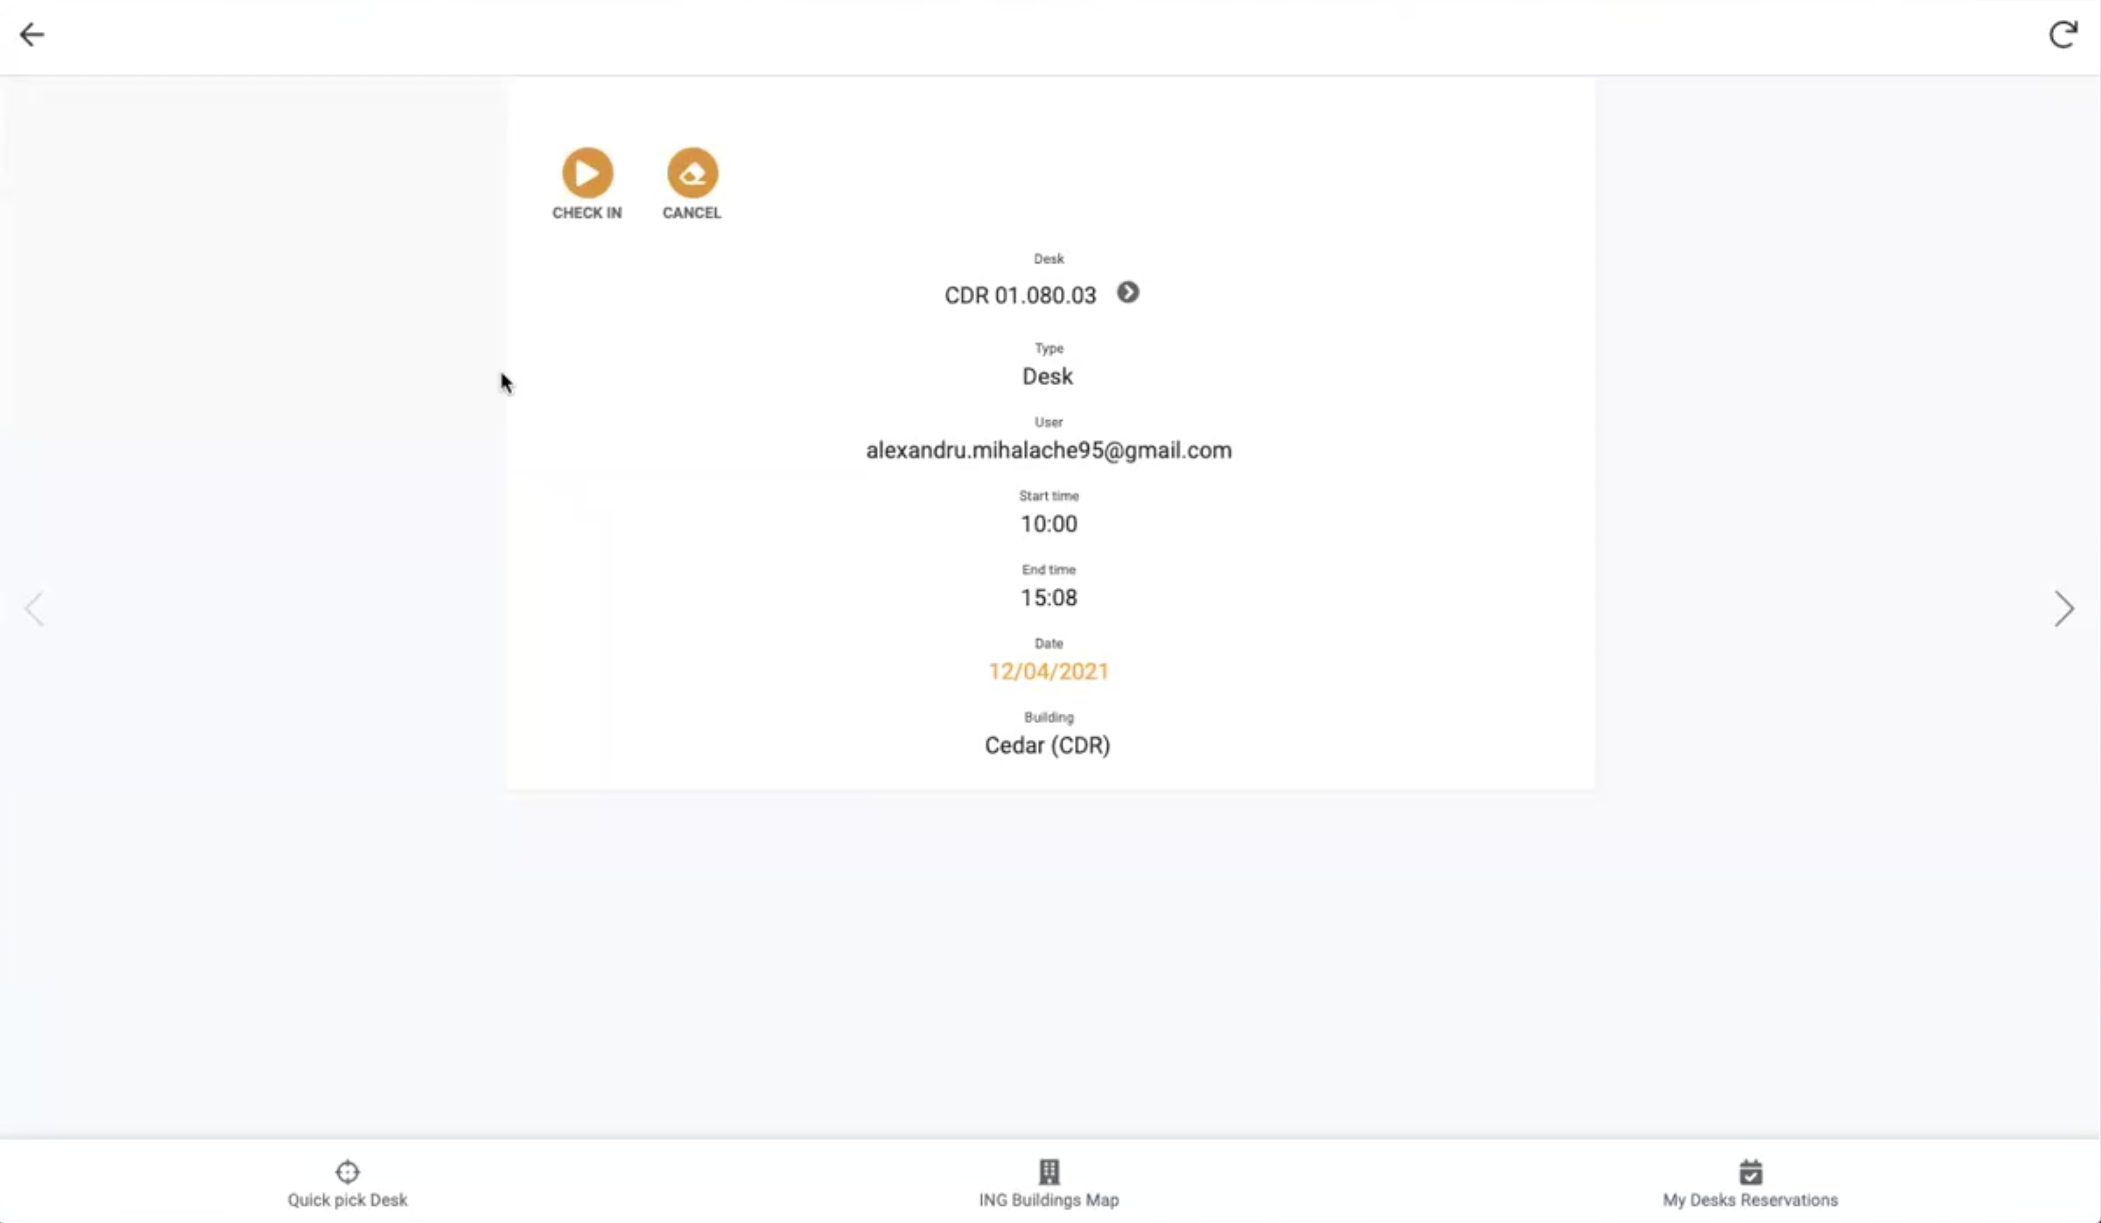 CHECK IN
CANCEL
Desk
CDR 01.080.03
Type
Desk
User
alexandru.mihalache95@gmail.com
Start time
10:00
End time
15:08
Date
12/04/2021
Building
Cedar (CDR)
Quick pick Desk
ING Buildings Map
My Desks Reservations